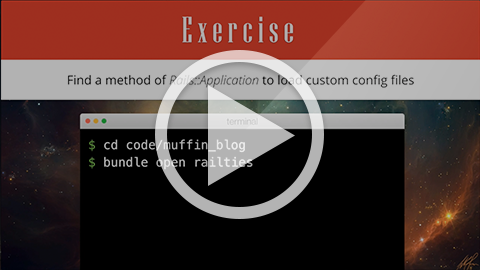 Exercise
Find a method of Rails::Application to load custom config files
terminal
$ cd code/muffin_blog
$ bundle open railties